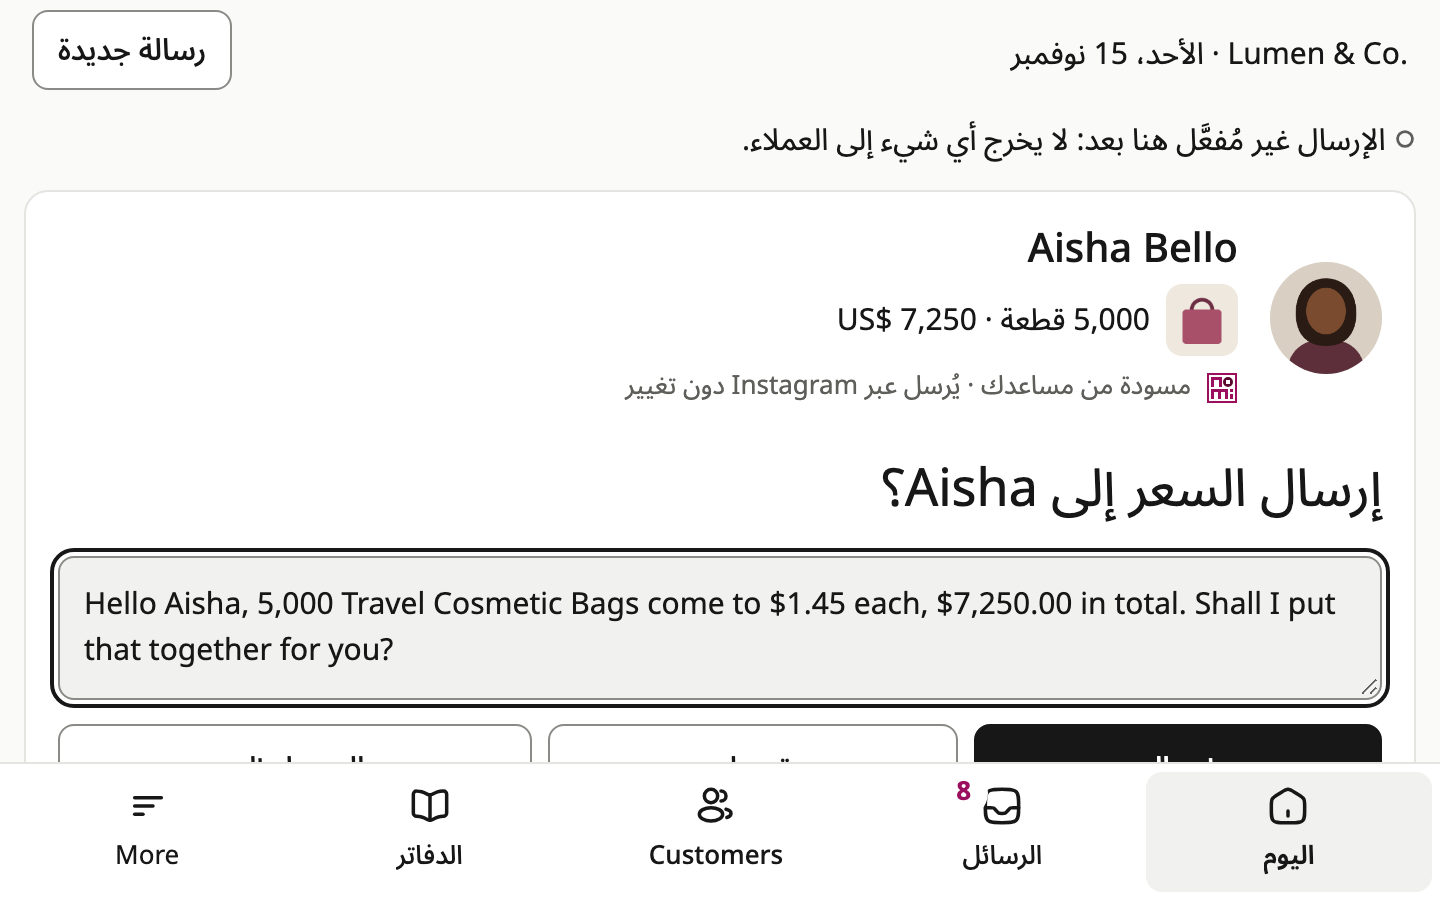 Lumen & Co. · الأحد، 15 نوفمبر
رسالة جديدة
الإرسال غير مُفعَّل هنا بعد: لا يخرج أي شيء إلى العملاء.
Aisha Bello
5,000 قطعة · US$ 7,250
مسودة من مساعدك · يُرسل عبر Instagram دون تغيير
إرسال السعر إلى Aisha؟
Hello Aisha, 5,000 Travel Cosmetic Bags come to $1.45 each, $7,250.00 in total. Shall I put
that together for you?
اليوم
8
الرسائل
Customers
الدفاتر
More